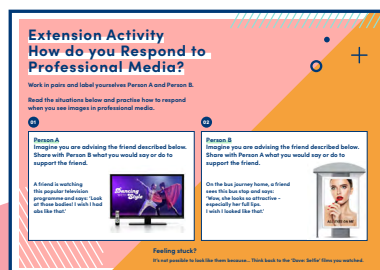 Extension Activity
How do you Respond to
Professional Media?
Work in pairs and label yourselves Person A and Person B.
Read the situations below and practise how to respond
when you see images in professional media.
01
Person A
Imagine you are advising the friend described below.
Share with Person B what you would say or do to
support the friend.
A friend is watching
this popular television
programme and says: 'Look
at those bodies! I wish I had
abs like that.'
Dancing
with
Style
02
Person B
Imagine you are advising the friend described below.
Share with Person A what you would say or do to
support the friend.
On the bus journey home, a friend
sees this bus stop and says:
'Wow, she looks so attractive -
especially her full lips.
I wish I looked like that.'
Feeling stuck?
It's not possible to look like them because... Think back to the 'Dove: Selfie' films you watched.